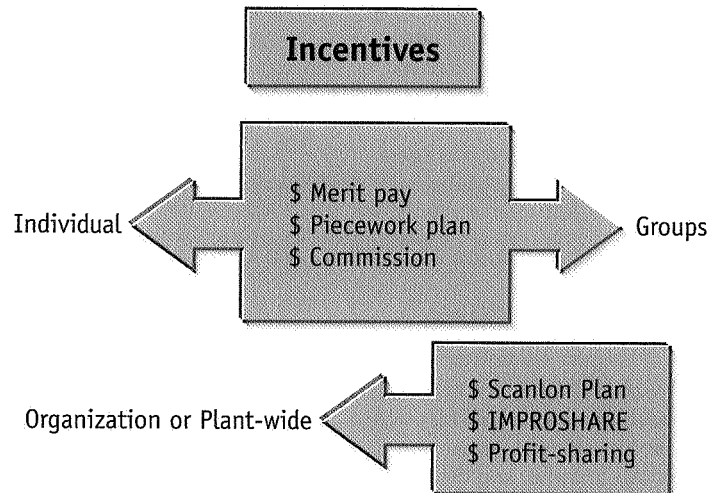 Incentives
$ Merit pay
Individual
$ Piecework plan
Groups
$ Commission
$ Scanlon Plan
Organization or Plant-wide
$ IMPROSHARE
$ Profit-sharing